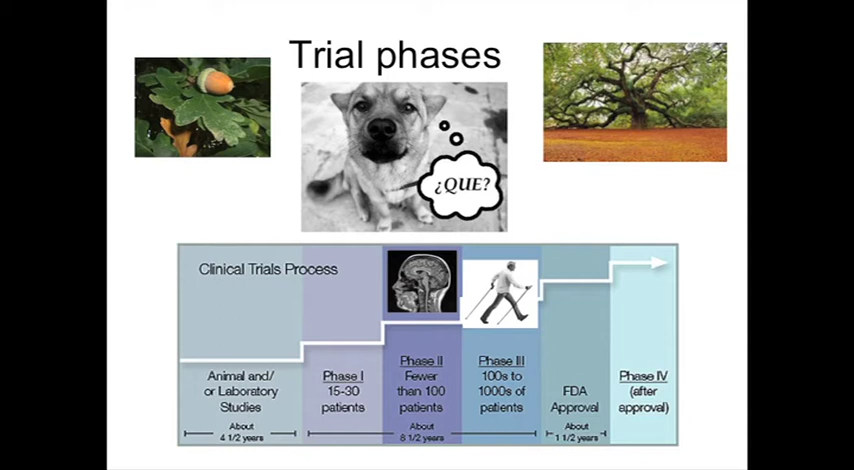 Trial phases
¿QUE?
Clinical Trials Process
Animal and/
or Laboratory
Studies
Phase I
15-30
patients
Phase II
Fewer
than 100
patients
Phase III
100s to
1000s of
patients
FDA
Approval
Phase IV
(after
approval)
About
4 1/2 years
About
8 1/2 years
About
1 1/2 years